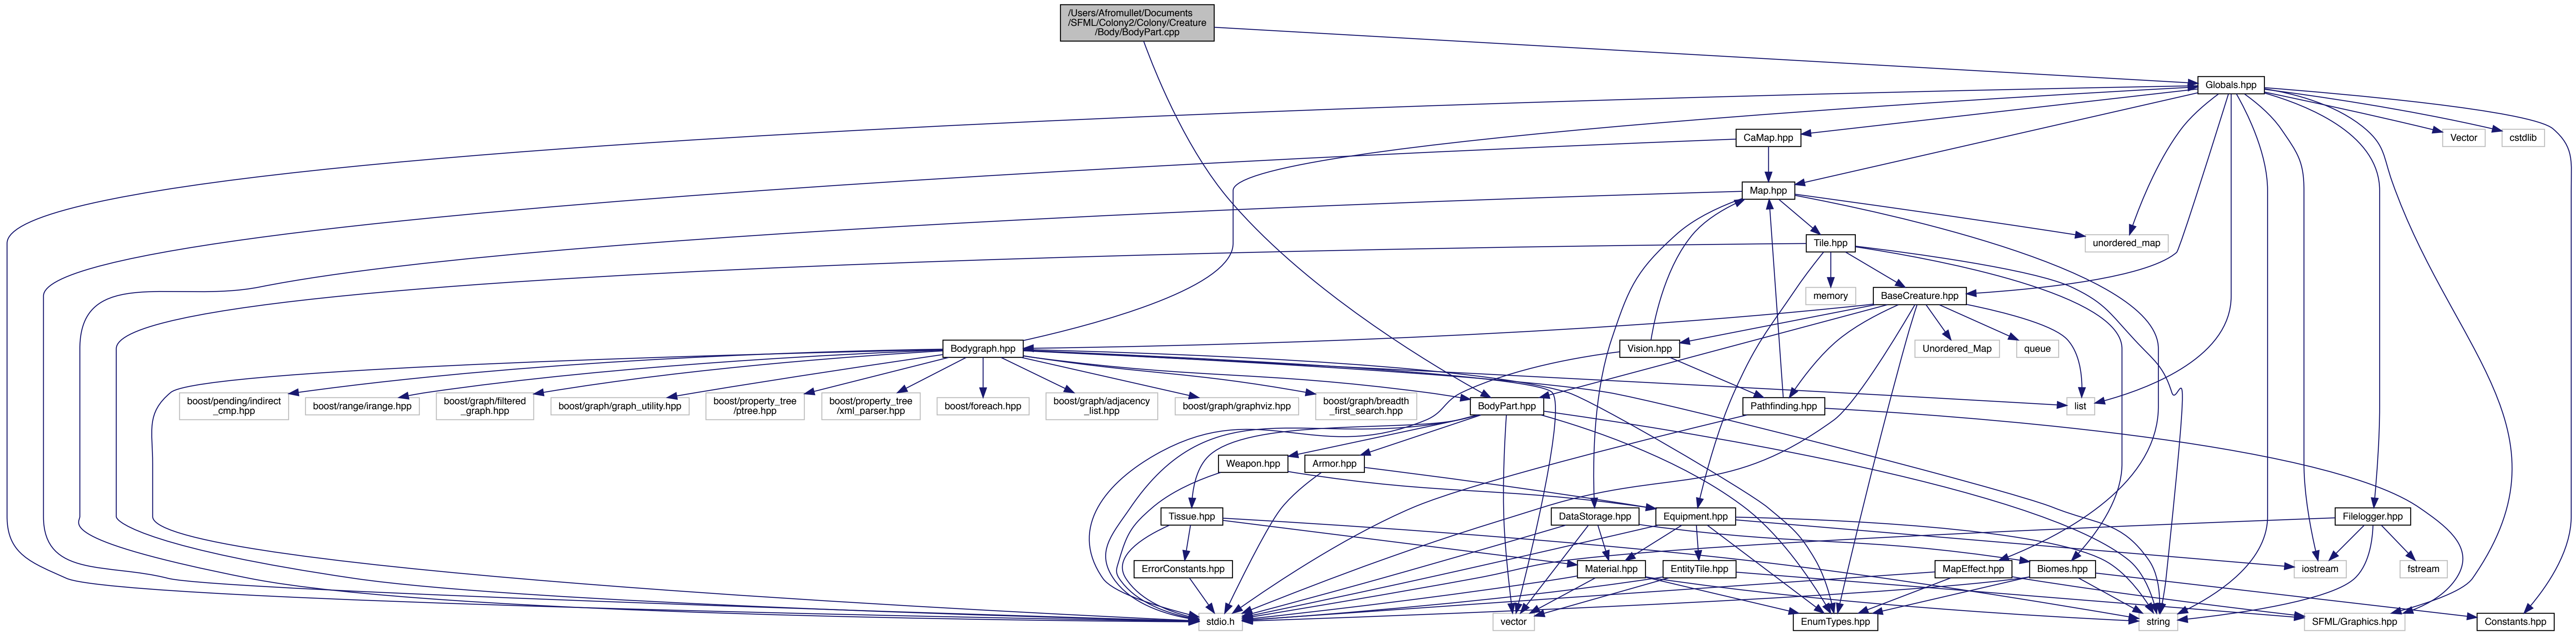 /Users/Afromullet/Documents
/SFML/Colony2/Colony/Creature
/Body/BodyPart.cpp
Globals.hpp
CaMap.hpp
Vector
cstdlib
Map.hpp
Tile.hpp
unordered_map
memory
BaseCreature.hpp
Bodygraph.hpp
Vision.hpp
Unordered_Map
queue
boost/pending/indirect
_cmp.hpp
boost/range/irange.hpp
boost/graph/filtered
_graph.hpp
boost/graph/graph_utility.hpp
boost/property_tree
/ptree.hpp
boost/property_tree
/xml_parser.hpp
boost/foreach.hpp
boost/graph/adjacency
_list.hpp
boost/graph/graphviz.hpp
boost/graph/breadth
_first_search.hpp
BodyPart.hpp
Pathfinding.hpp
list
Weapon.hpp
Armor.hpp
Tissue.hpp
DataStorage.hpp
Equipment.hpp
Filelogger.hpp
ErrorConstants.hpp
Material.hpp
EntityTile.hpp
MapEffect.hpp
Biomes.hpp
iostream
fstream
stdio.h
vector
EnumTypes.hpp
string
SFML/Graphics.hpp
Constants.hpp